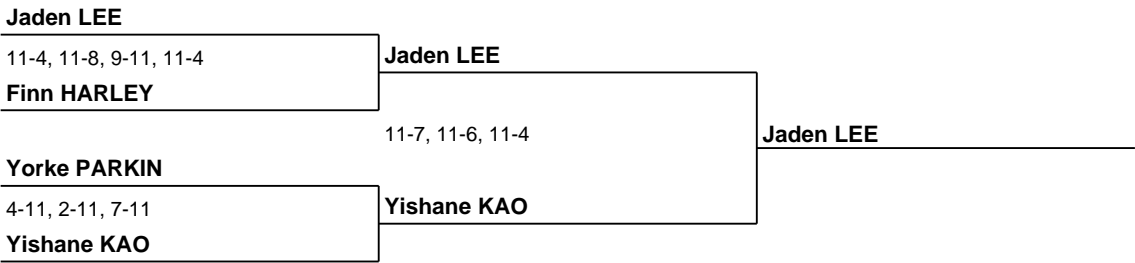 Jaden LEE
11-4, 11-8, 9-11, 11-4
Jaden LEE
Finn HARLEY
11-7, 11-6, 11-4
Jaden LEE
Yorke PARKIN
4-11, 2-11, 7-11
Yishane KAO
Yishane KAO